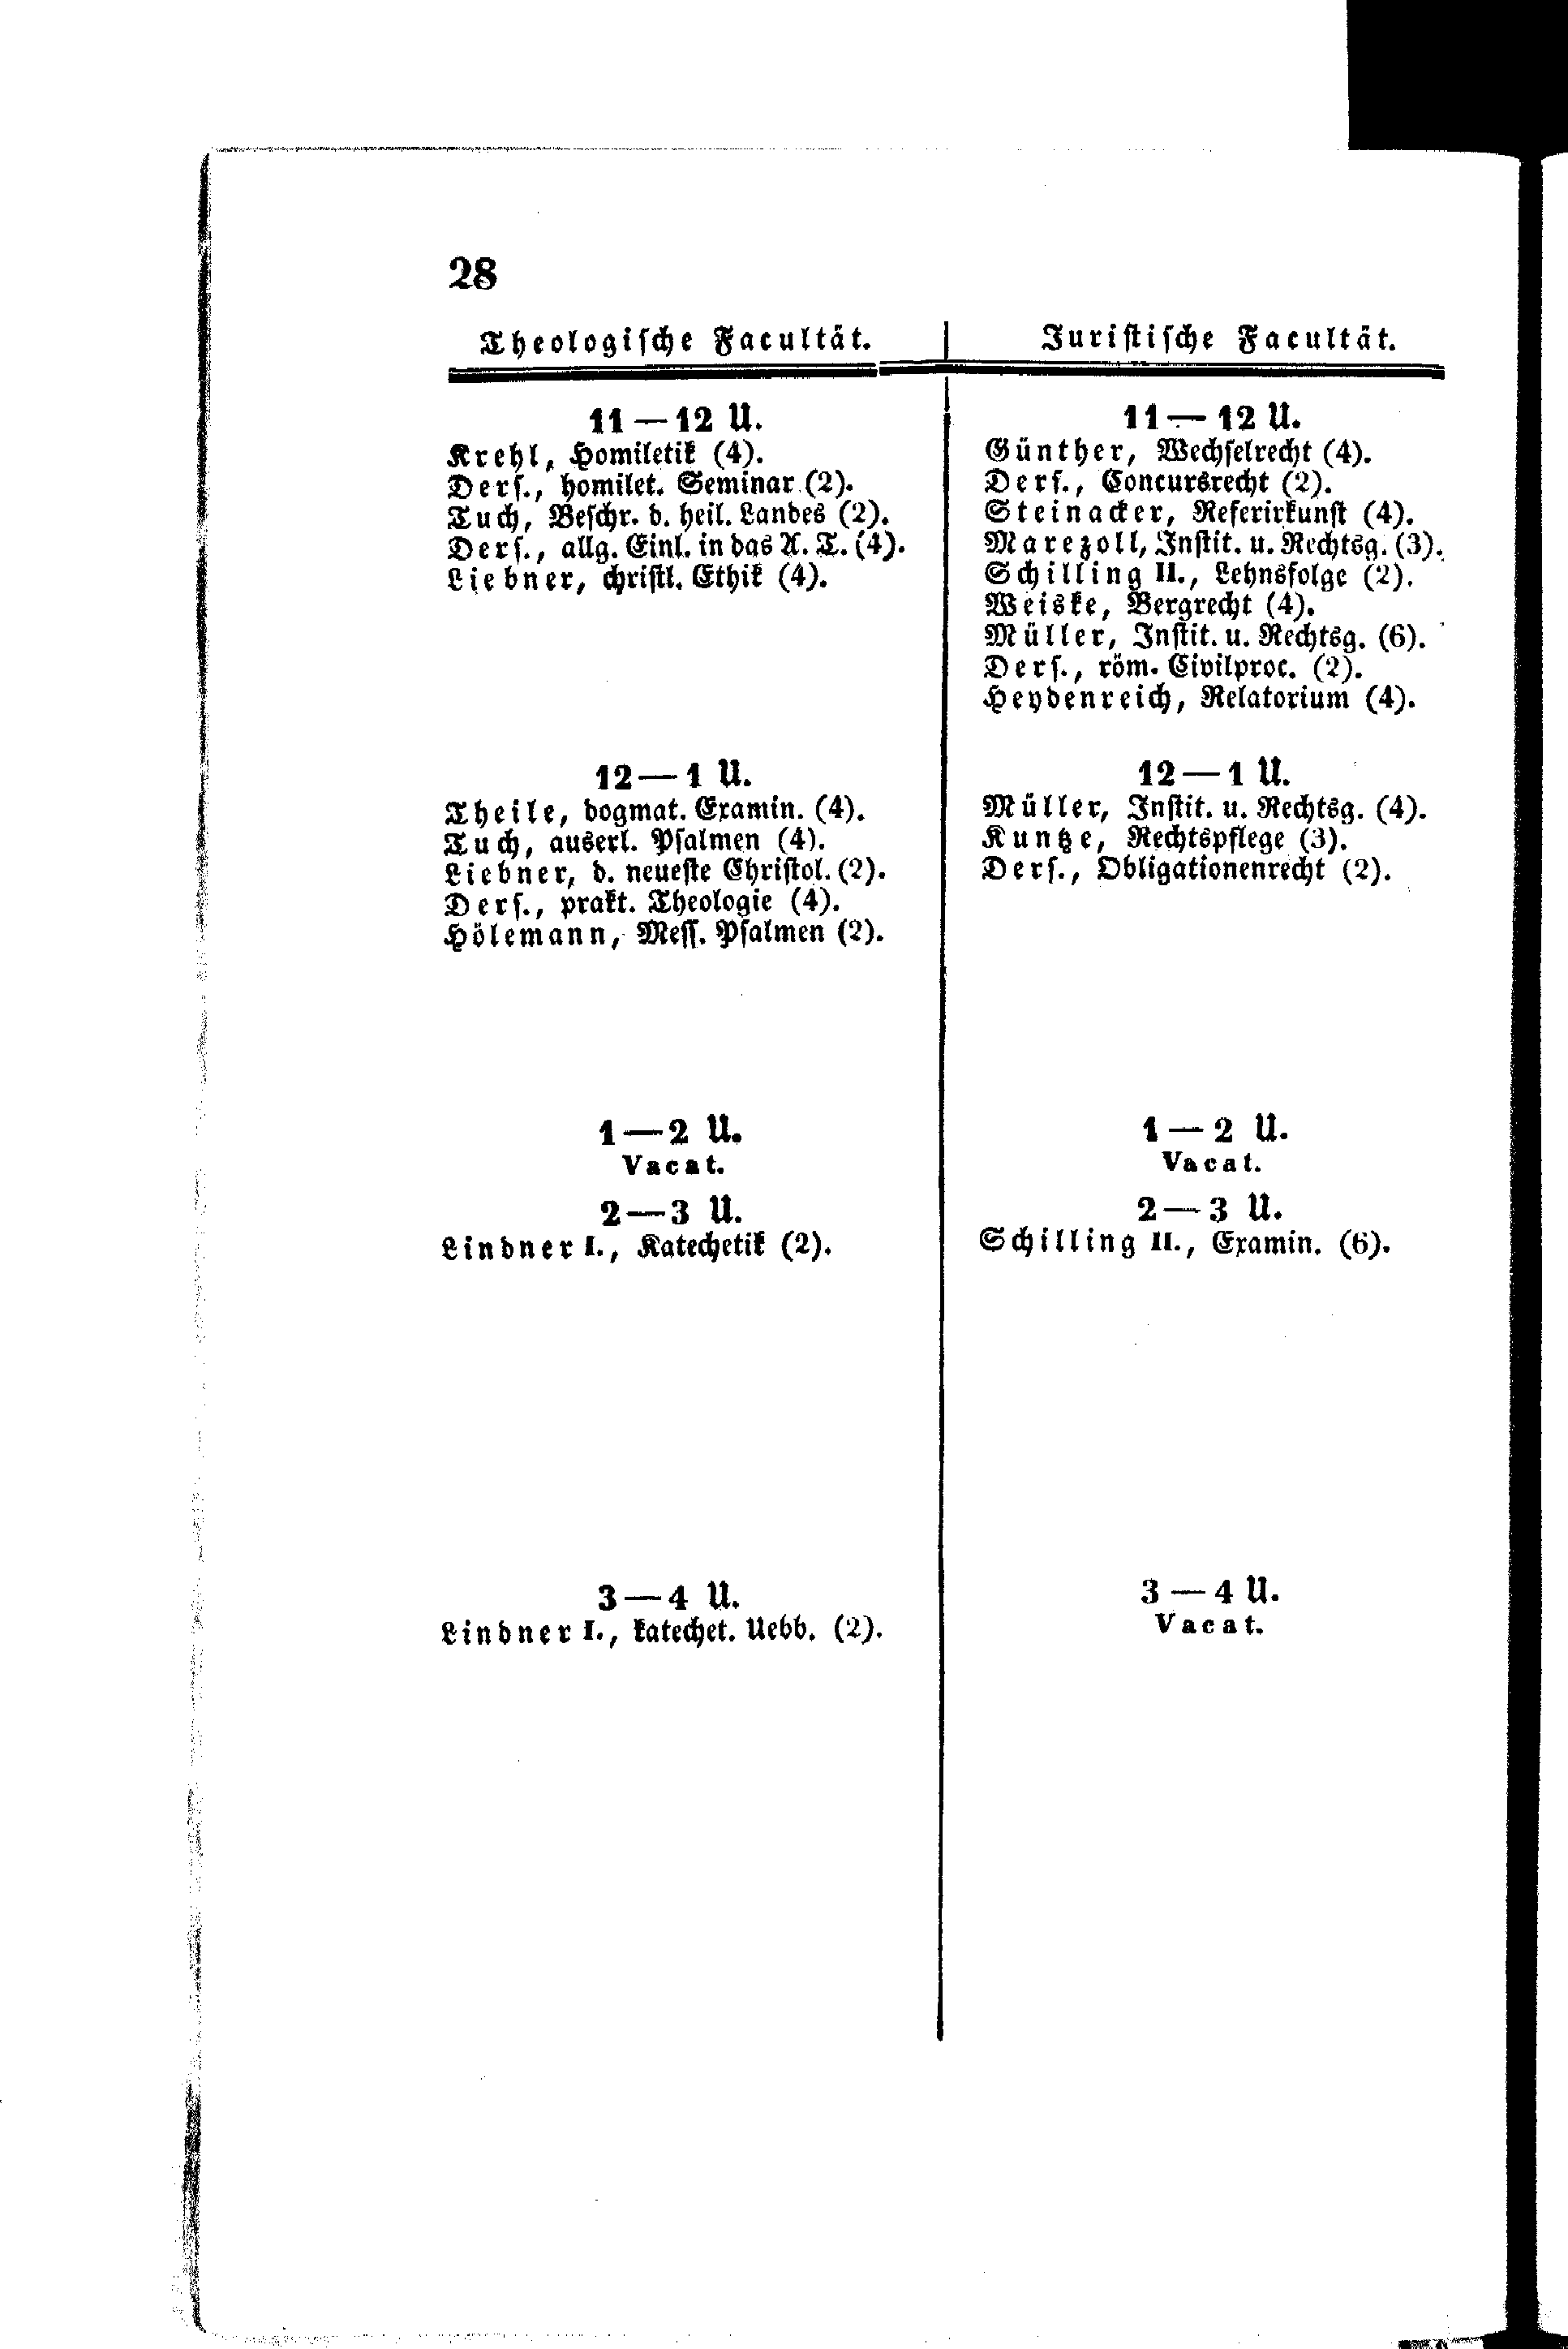 28
Theologische Facultät.
11—12 U.
Krehl, Homiletik (4).
Ders., homilet. Seminar (2).
Tuch, Beschr. d. heil. Landes (2).
Ders., allg. Einl. in das A. T. (4).
Liebner, christl. Ethik (4).
12—1 U.
Theile, dogmat. Examin. (4).
Tuch, auserl. Psalmen (4).
Liebner, d. neueste Christol. (2).
Ders., prakt. Theologie (4).
Hölemann, Mess. Psalmen (2).
1—2 U.
Vacat.
2—3 U.
Lindner I., Katechetik (2).
3—4 U.
Lindner I., katechet. Uebb. (2).
Juristische Facultät.
11—12 U.
Günther, Wechselrecht (4).
Ders., Concursrecht (2).
Steinacker, Referirkunst (4).
Marezoll, Instit. u. Rechtsg. (3).
Schilling II., Lehnsfolge (2).
Weiske, Bergrecht (4).
Müller, Instit. u. Rechtsg. (6).
Ders., röm. Civilproc. (2).
Heydenreich, Relatorium (4).
12—1 U.
Müller, Instit. u. Rechtsg. (4).
Kuntze, Rechtspflege (3).
Ders., Obligationenrecht (2).
1—2 U.
Vacat.
2—3 U.
Schilling II., Examin. (6).
3—4 U.
Vacat.